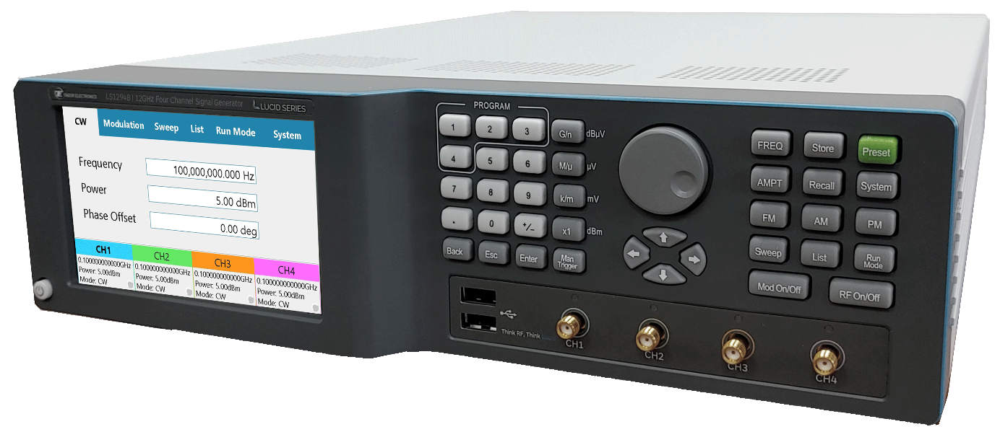 TABOR ELECTRONICS
LS1294B | 12GHz Four Channel Signal Generator
LUCID SERIES
CW
Modulation
Sweep
List
Run Mode
System
Frequency
100,000,000.000 Hz
Power
5.00 dBm
Phase Offset
0.00 deg
CH1
0.100000000000GHz
Power: 5.00dBm
Mode: CW
CH2
0.100000000000GHz
Power: 5.00dBm
Mode: CW
CH3
0.100000000000GHz
Power: 5.00dBm
Mode: CW
CH4
0.100000000000GHz
Power: 5.00dBm
Mode: CW
PROGRAM
1 2 3 G/n dBμV
4 5 6 M/μ μV
7 8 9 k/m mV
. 0 +/− x1 dBm
Back Esc Enter Man
Trigger
FREQ Store Preset
AMPT Recall System
FM AM PM
Sweep List Run
Mode
Mod On/Off RF On/Off
Think RF, Think
CH1
CH2
CH3
CH4